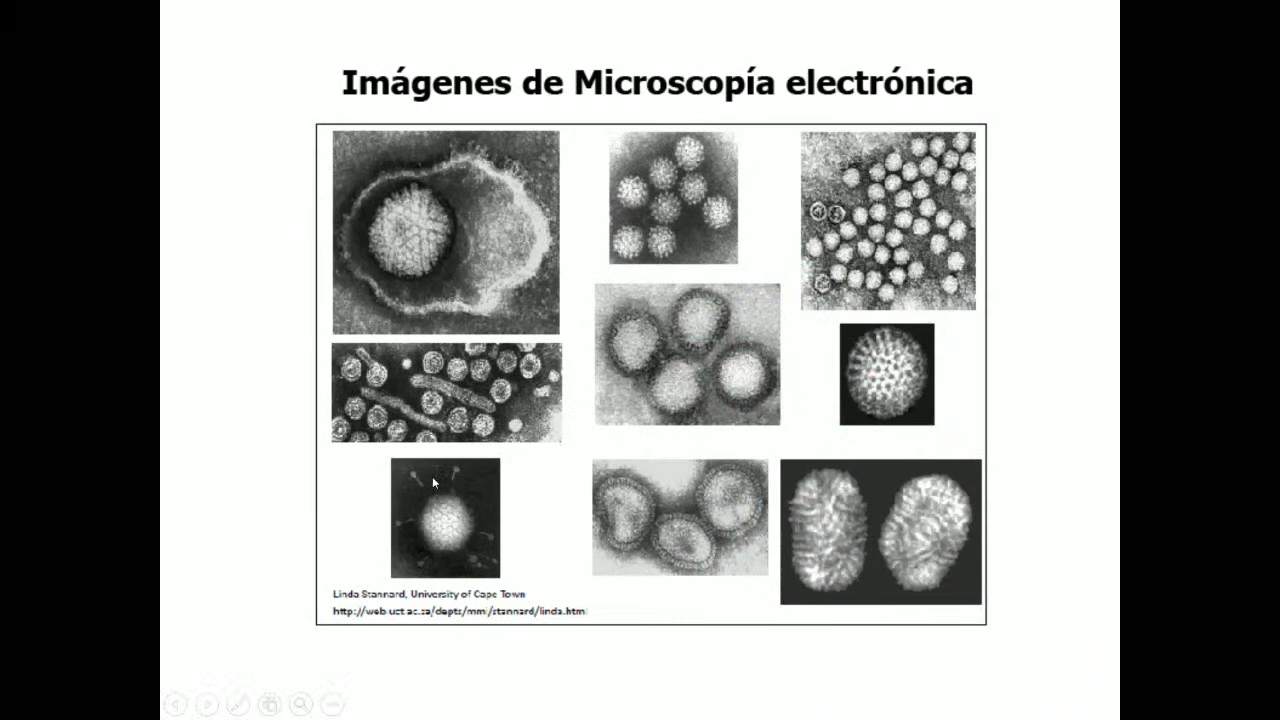 Imágenes de Microscopía electrónica
Linda Stannard, University of Cape Town
http://web.uct.ac.za/depts/mmi/stannard/linda.html